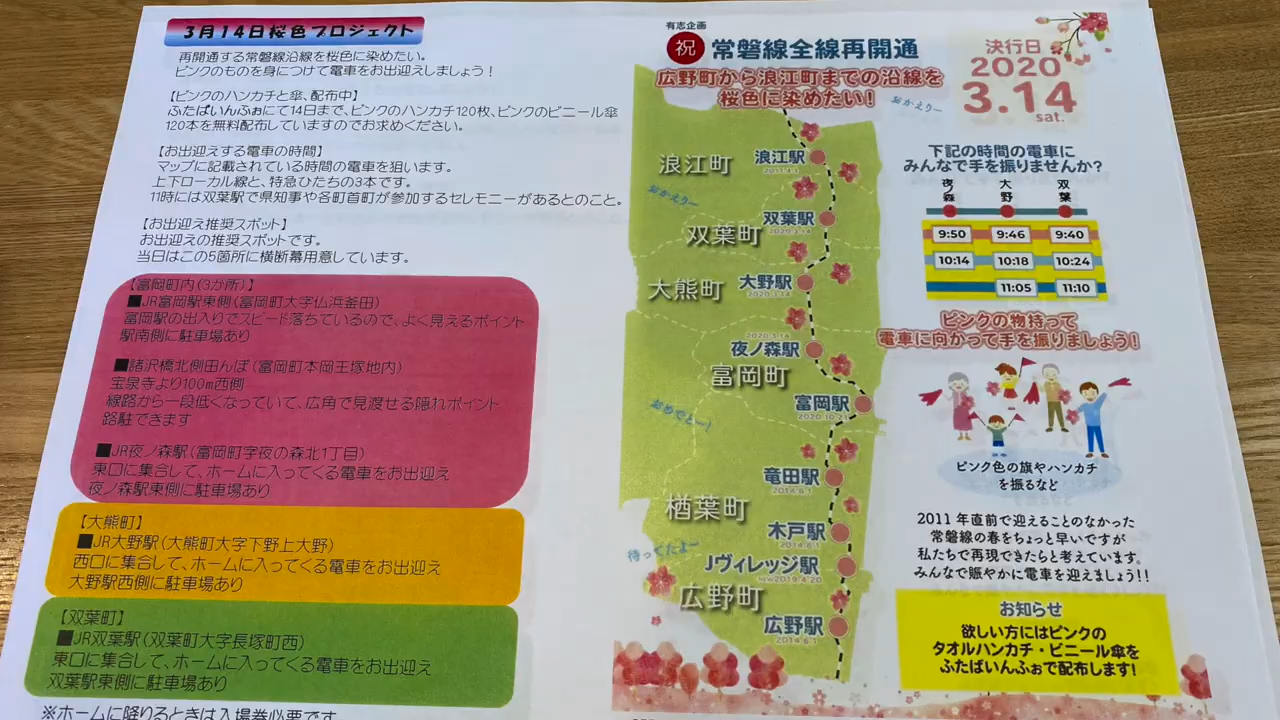 3月14日桜色プロジェクト
再開通する常磐線沿線を桜色に染めたい。
ピンクのものを身につけて電車をお出迎えしましょう！
【ピンクのハンカチと傘、配布中】
ふたばいんふぉにて14日まで、ピンクのハンカチ120枚、ピンクのビニール傘
120本を無料配布していますのでお求めください。
【お出迎えする電車の時間】
マップに記載されている時間の電車を狙います。
上下ローカル線と、特急ひたちの3本です。
11時には双葉駅で県知事や各町首町が参加するセレモニーがあるとのこと。
【お出迎え推奨スポット】
お出迎えの推奨スポットです。
当日はこの5箇所に横断幕用意しています。
【富岡町内（3か所）】
■JR富岡駅東側（富岡町大字仏浜釜田）
富岡駅の出入りでスピード落ちているので、よく見えるポイント
駅南側に駐車場あり
■諸沢橋北側田んぼ（富岡町本岡王塚地内）
宝泉寺より100m西側
線路から一段低くなっていて、広角で見渡せる隠れポイント
路駐できます
■JR夜ノ森駅（富岡町字夜の森北1丁目）
東口に集合して、ホームに入ってくる電車をお出迎え
夜ノ森駅東側に駐車場あり
【大熊町】
■JR大野駅（大熊町大字下野上大野）
西口に集合して、ホームに入ってくる電車をお出迎え
大野駅西側に駐車場あり
【双葉町】
■JR双葉駅（双葉町大字長塚町西）
東口に集合して、ホームに入ってくる電車をお出迎え
双葉駅東側に駐車場あり
※ホームに降りるときは入場券必要です
有志企画
祝 常磐線全線再開通
広野町から浪江町までの沿線を
桜色に染めたい！
決行日
2020
3.14
sat.
おかえりー
浪江町
浪江駅
2017.4.1
おかえりー
双葉駅
2020.3.14
双葉町
大野駅
2020.3.14
大熊町
2020.3.14
夜ノ森駅
富岡町
富岡駅
おめでとー！
竜田駅
2014.6.1
楢葉町
木戸駅
2014.6.1
待ってたよー
Jヴィレッジ駅
new2019.4.20
広野町
広野駅
2014.6.1
下記の時間の電車に
みんなで手を振りませんか？
夜森 大野 双葉
9:50 9:46 9:40
10:14 10:18 10:24
11:05 11:10
ピンクの物持って
電車に向かって手を振りましょう！
ピンク色の旗やハンカチ
を振るなど
2011年直前で迎えることのなかった
常磐線の春をちょっと早いですが
私たちで再現できたらと考えています。
みんなで賑やかに電車を迎えましょう！！
お知らせ
欲しい方にはピンクの
タオルハンカチ・ビニール傘を
ふたばいんふぉで配布します！